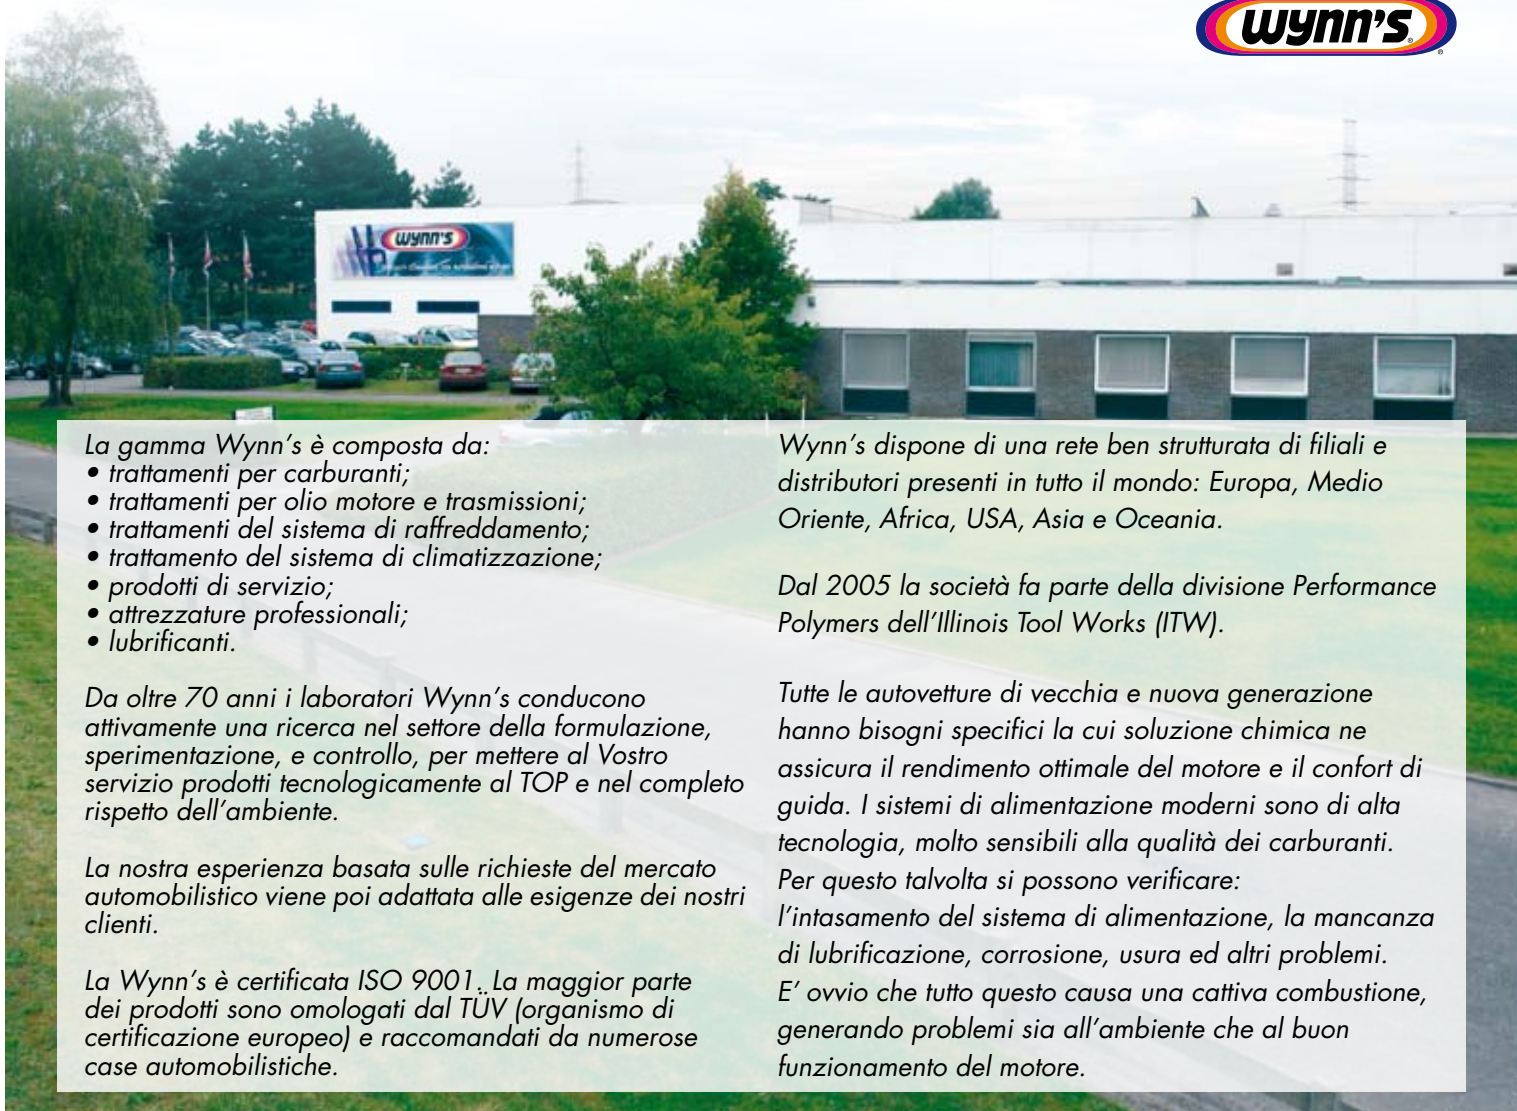 wynn's
wynn's
La gamma Wynn's è composta da:
• trattamenti per carburanti;
• trattamenti per olio motore e trasmissioni;
• trattamenti del sistema di raffreddamento;
• trattamento del sistema di climatizzazione;
• prodotti di servizio;
• attrezzature professionali;
• lubrificanti.
Da oltre 70 anni i laboratori Wynn's conducono
attivamente una ricerca nel settore della formulazione,
sperimentazione, e controllo, per mettere al Vostro
servizio prodotti tecnologicamente al TOP e nel completo
rispetto dell'ambiente.
La nostra esperienza basata sulle richieste del mercato
automobilistico viene poi adattata alle esigenze dei nostri
clienti.
La Wynn's è certificata ISO 9001. La maggior parte
dei prodotti sono omologati dal TÜV (organismo di
certificazione europeo) e raccomandati da numerose
case automobilistiche.
Wynn's dispone di una rete ben strutturata di filiali e
distributori presenti in tutto il mondo: Europa, Medio
Oriente, Africa, USA, Asia e Oceania.
Dal 2005 la società fa parte della divisione Performance
Polymers dell'Illinois Tool Works (ITW).
Tutte le autovetture di vecchia e nuova generazione
hanno bisogni specifici la cui soluzione chimica ne
assicura il rendimento ottimale del motore e il confort di
guida. I sistemi di alimentazione moderni sono di alta
tecnologia, molto sensibili alla qualità dei carburanti.
Per questo talvolta si possono verificare:
l'intasamento del sistema di alimentazione, la mancanza
di lubrificazione, corrosione, usura ed altri problemi.
E' ovvio che tutto questo causa una cattiva combustione,
generando problemi sia all'ambiente che al buon
funzionamento del motore.